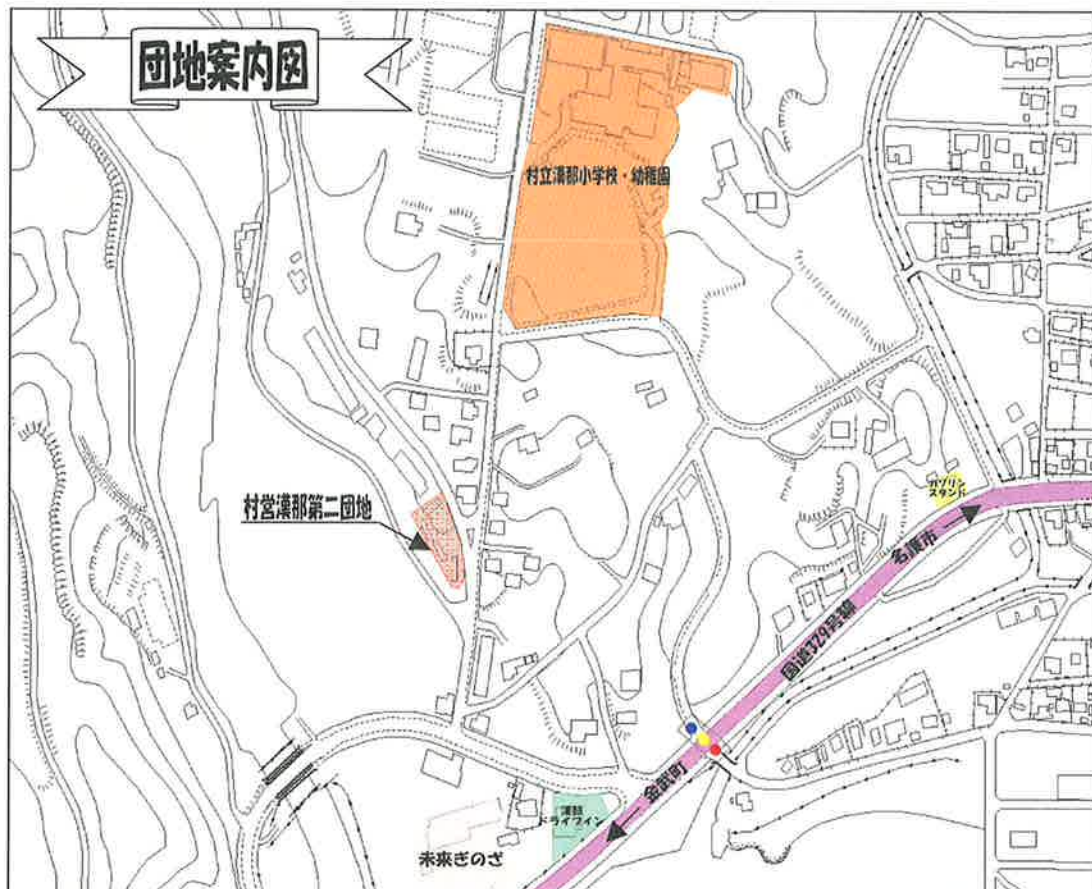 団地案内図
村立漢那小学校・幼稚園
村営漢那第二団地
ガソリン
スタンド
名護市
国道329号線
金武町
漢那
ドライブイン
未来ぎのざ